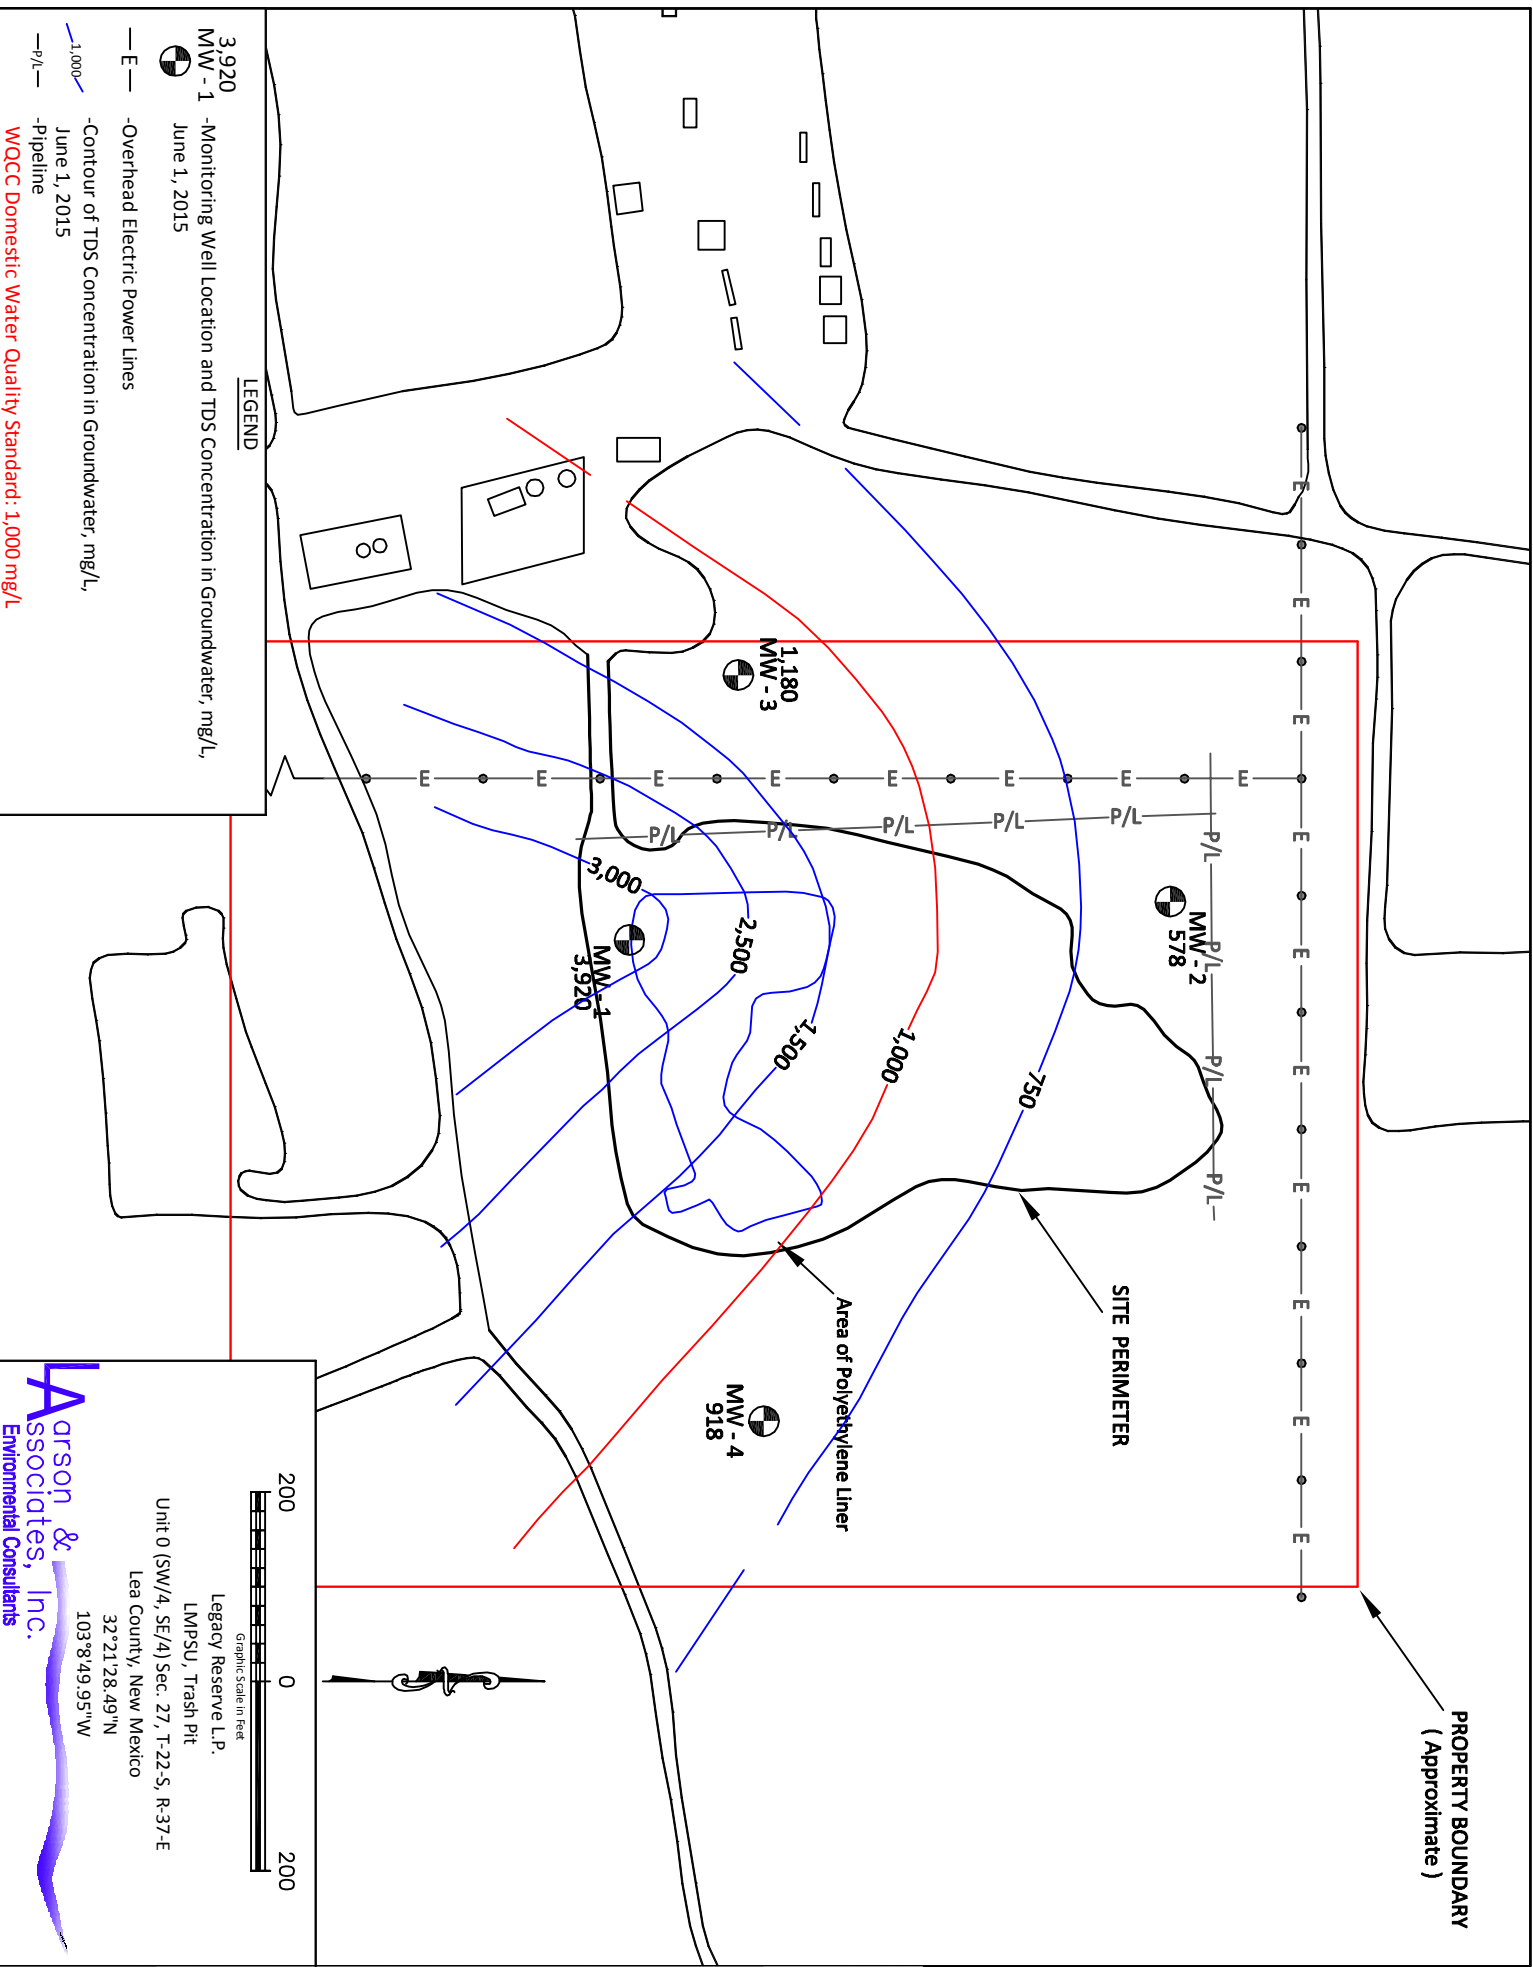 PROPERTY BOUNDARY
( Approximate )
E
E
E
E
E
E
E
E
E
E
P/L
P/L
P/L
P/L
MW - 2
578
E
E
E
E
E
E
E
E
P/L
P/L
P/L
P/L
P/L
SITE PERIMETER
750
1,000
1,500
2,500
3,000
Area of Polyethylene Liner
1,180
MW - 3
MW - 1
3,920
MW - 4
918
LEGEND
3,920
MW - 1
-Monitoring Well Location and TDS Concentration in Groundwater, mg/L,
June 1, 2015
E
-Overhead Electric Power Lines
1,000
-Contour of TDS Concentration in Groundwater, mg/L,
June 1, 2015
P/L
-Pipeline
WQCC Domestic Water Quality Standard: 1,000 mg/L
200 0 200
Graphic Scale in Feet
Legacy Reserve L.P.
LMPSU, Trash Pit
Unit 0 (SW/4, SE/4) Sec. 27, T-22-S, R-37-E
Lea County, New Mexico
32°21'28.49"N
103°8'49.95"W
Larson &
Associates, Inc.
Environmental Consultants